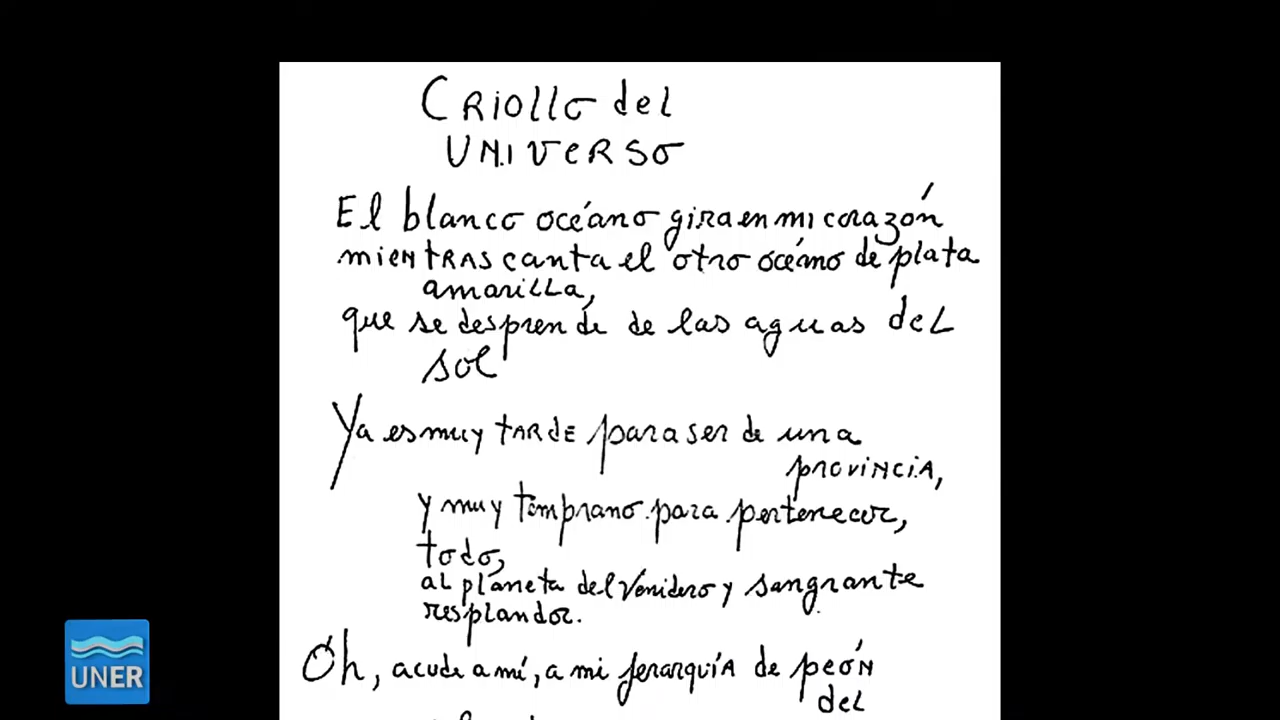 CRiollo del
UNiVeRSO
El blanco océano gira en mi corazón
mientras canta el otro océano de plata
amarilla,
que se desprende de las aguas del
sol
Ya es muy tarde para ser de una
provincia,
y muy temprano para pertenecer,
todo,
al planeta del venidero y sangrante
resplandor.
Oh, acude a mí, a mi jerarquía de peón
del
UNER